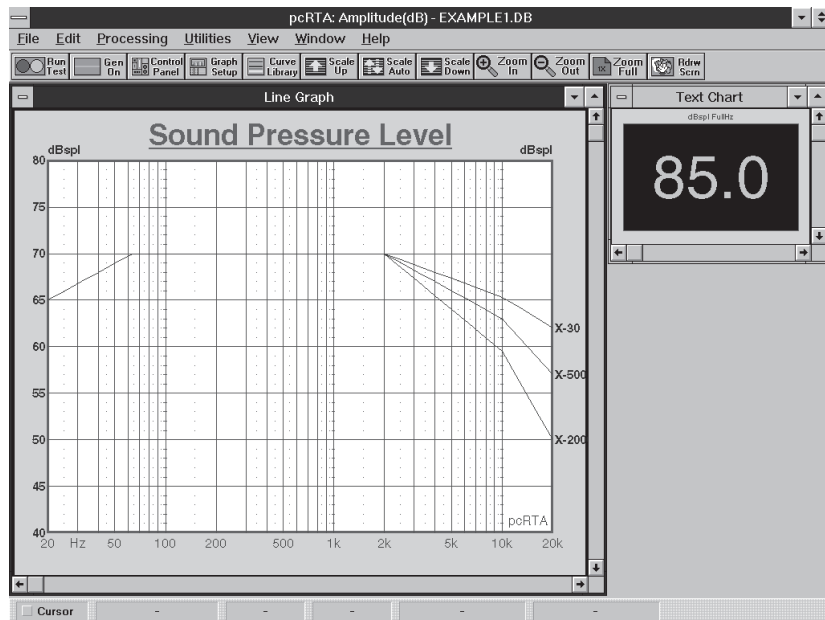 pcRTA: Amplitude(dB) - EXAMPLE1.DB
File Edit Processing Utilities View Window Help
Run Test Gen On Control Panel Graph Setup Curve Library Scale Up Scale Auto Scale Down Zoom In Zoom Out 1X Zoom Full Rdrw Scrn
Line Graph
Text Chart
Sound Pressure Level
dBspl FullHz
85.0
dBspl
dBspl
80
75
70
65
60
55
50
45
40
X-30
X-500
X-200
pcRTA
20 Hz 50 100 200 500 1k 2k 5k 10k 20k
Cursor - - - - -